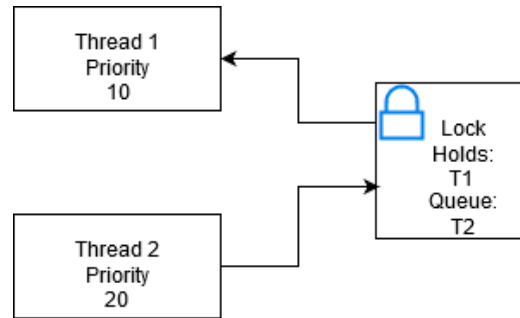 Thread 1
Priority
10
Lock
Holds:
T1
Queue:
T2
Thread 2
Priority
20